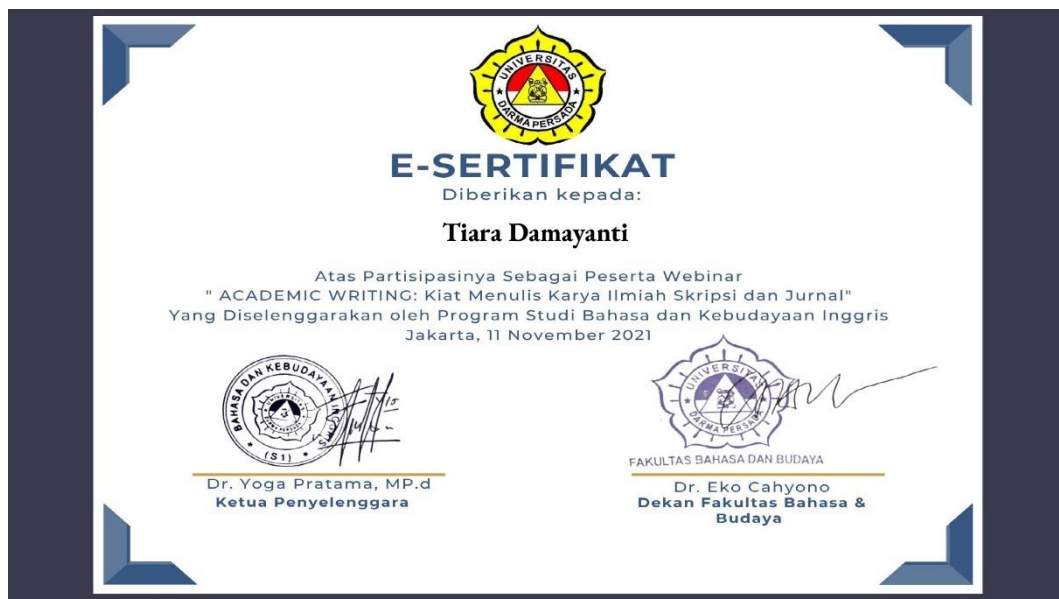 UNIVERSITAS
DARMA PERSADA
E-SERTIFIKAT
Diberikan kepada:
Tiara Damayanti
Atas Partisipasinya Sebagai Peserta Webinar
" ACADEMIC WRITING: Kiat Menulis Karya Ilmiah Skripsi dan Jurnal"
Yang Diselenggarakan oleh Program Studi Bahasa dan Kebudayaan Inggris
Jakarta, 11 November 2021
BAHASA DAN KEBUDAYAAN INGGRIS
(S1)
UNIVERSITAS
DARMA PERSADA
FAKULTAS BAHASA DAN BUDAYA
Dr. Yoga Pratama, MP.d
Ketua Penyelenggara
Dr. Eko Cahyono
Dekan Fakultas Bahasa &
Budaya